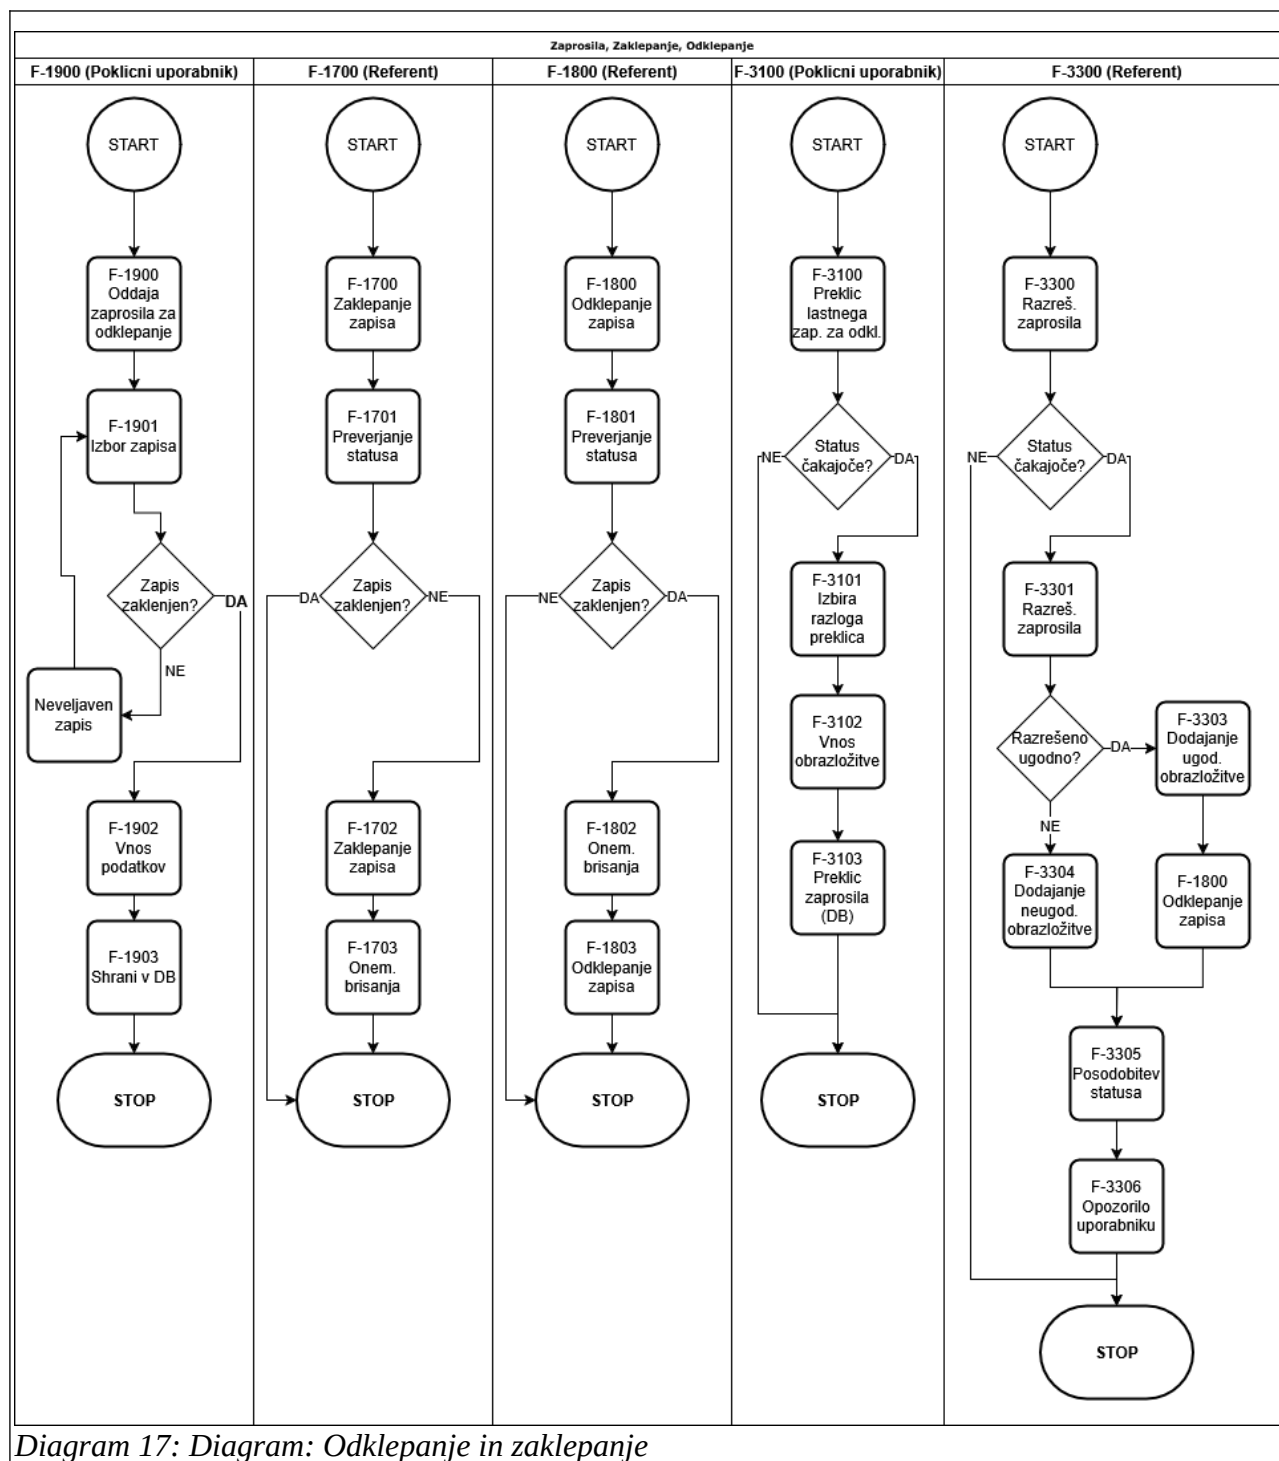 Zaprosila, Zaklepanje, Odklepanje
F-1900 (Poklicni uporabnik)
START
F-1900
Oddaja
zaprosila za
odklepanje
F-1901
Izbor zapisa
Zapis
zaklenjen?
DA
NE
Neveljaven
zapis
F-1902
Vnos
podatkov
F-1903
Shrani v DB
STOP
F-1700 (Referent)
START
F-1700
Zaklepanje
zapisa
F-1701
Preverjanje
statusa
Zapis
zaklenjen?
DA
NE
F-1702
Zaklepanje
zapisa
F-1703
Onem.
brisanja
STOP
F-1800 (Referent)
START
F-1800
Odklepanje
zapisa
F-1801
Preverjanje
statusa
Zapis
zaklenjen?
NE
DA
F-1802
Onem.
brisanja
F-1803
Odklepanje
zapisa
STOP
F-3100 (Poklicni uporabnik)
START
F-3100
Preklic
lastnega
zap. za odkl.
Status
čakajoče?
NE
DA
F-3101
Izbira
razloga
preklica
F-3102
Vnos
obrazložitve
F-3103
Preklic
zaprosila
(DB)
STOP
F-3300 (Referent)
START
F-3300
Razreš.
zaprosila
Status
čakajoče?
NE
DA
F-3301
Razreš.
zaprosila
Razrešeno
ugodno?
DA
NE
F-3303
Dodajanje
ugod.
obrazložitve
F-3304
Dodajanje
neugod.
obrazložitve
F-1800
Odklepanje
zapisa
F-3305
Posodobitev
statusa
F-3306
Opozorilo
uporabniku
STOP
Diagram 17: Diagram: Odklepanje in zaklepanje